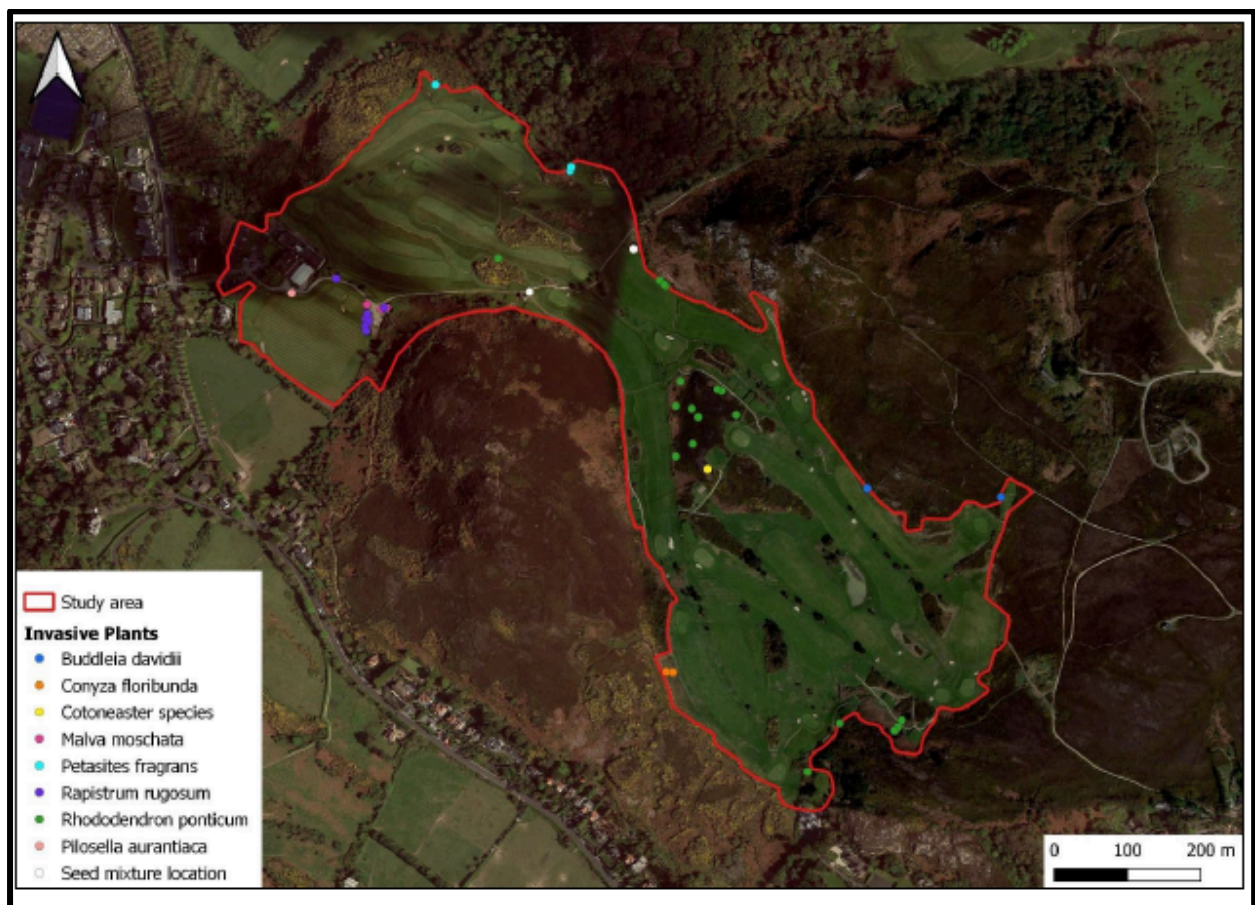 Study area
Invasive Plants
Buddleia davidii
Conyza floribunda
Cotoneaster species
Malva moschata
Petasites fragrans
Rapistrum rugosum
Rhododendron ponticum
Pilosella aurantiaca
Seed mixture location
0 100 200 m